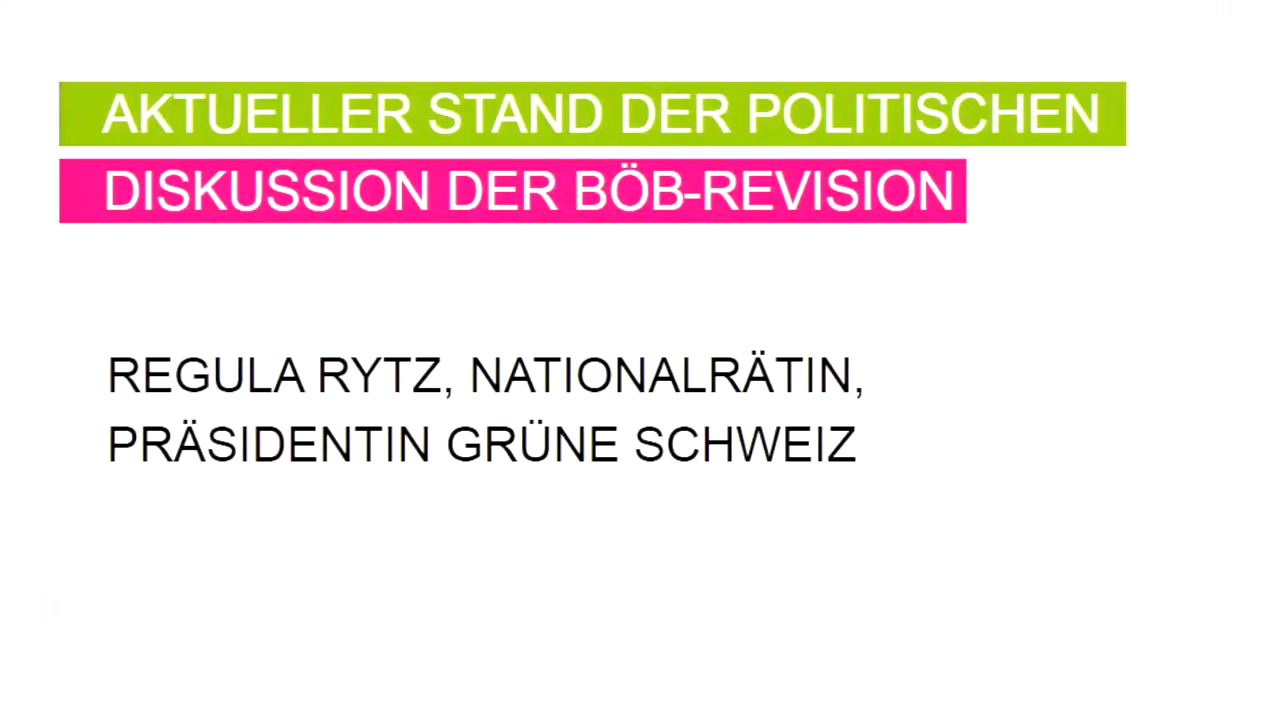 AKTUELLER STAND DER POLITISCHEN
DISKUSSION DER BÖB-REVISION
REGULA RYTZ, NATIONALRÄTIN,
PRÄSIDENTIN GRÜNE SCHWEIZ